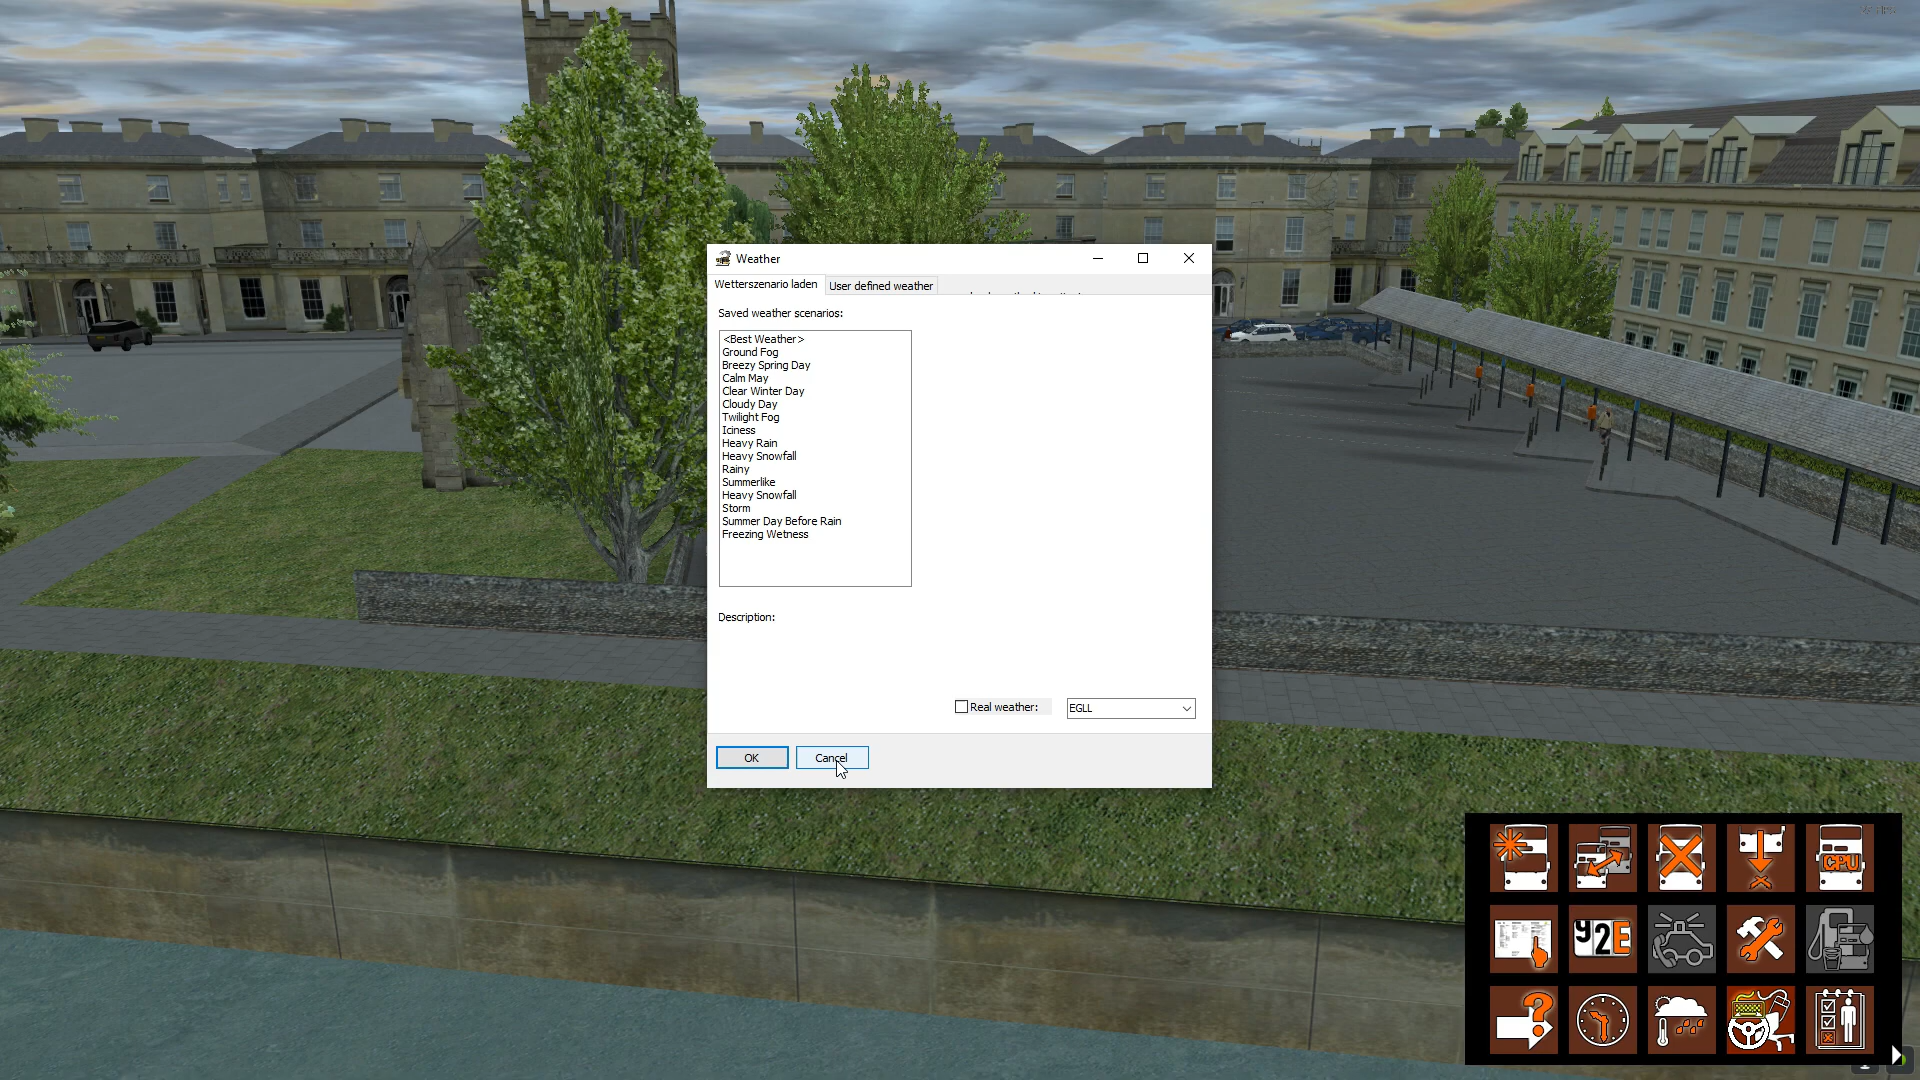 Weather
Wetterszenario laden
User defined weather
Saved weather scenarios:
<Best Weather>
Ground Fog
Breezy Spring Day
Calm May
Clear Winter Day
Cloudy Day
Twilight Fog
Iciness
Heavy Rain
Heavy Snowfall
Rainy
Summerlike
Heavy Snowfall
Storm
Summer Day Before Rain
Freezing Wetness
Description:
Real weather:
EGLL
OK
Cancel
CPU
92E
?